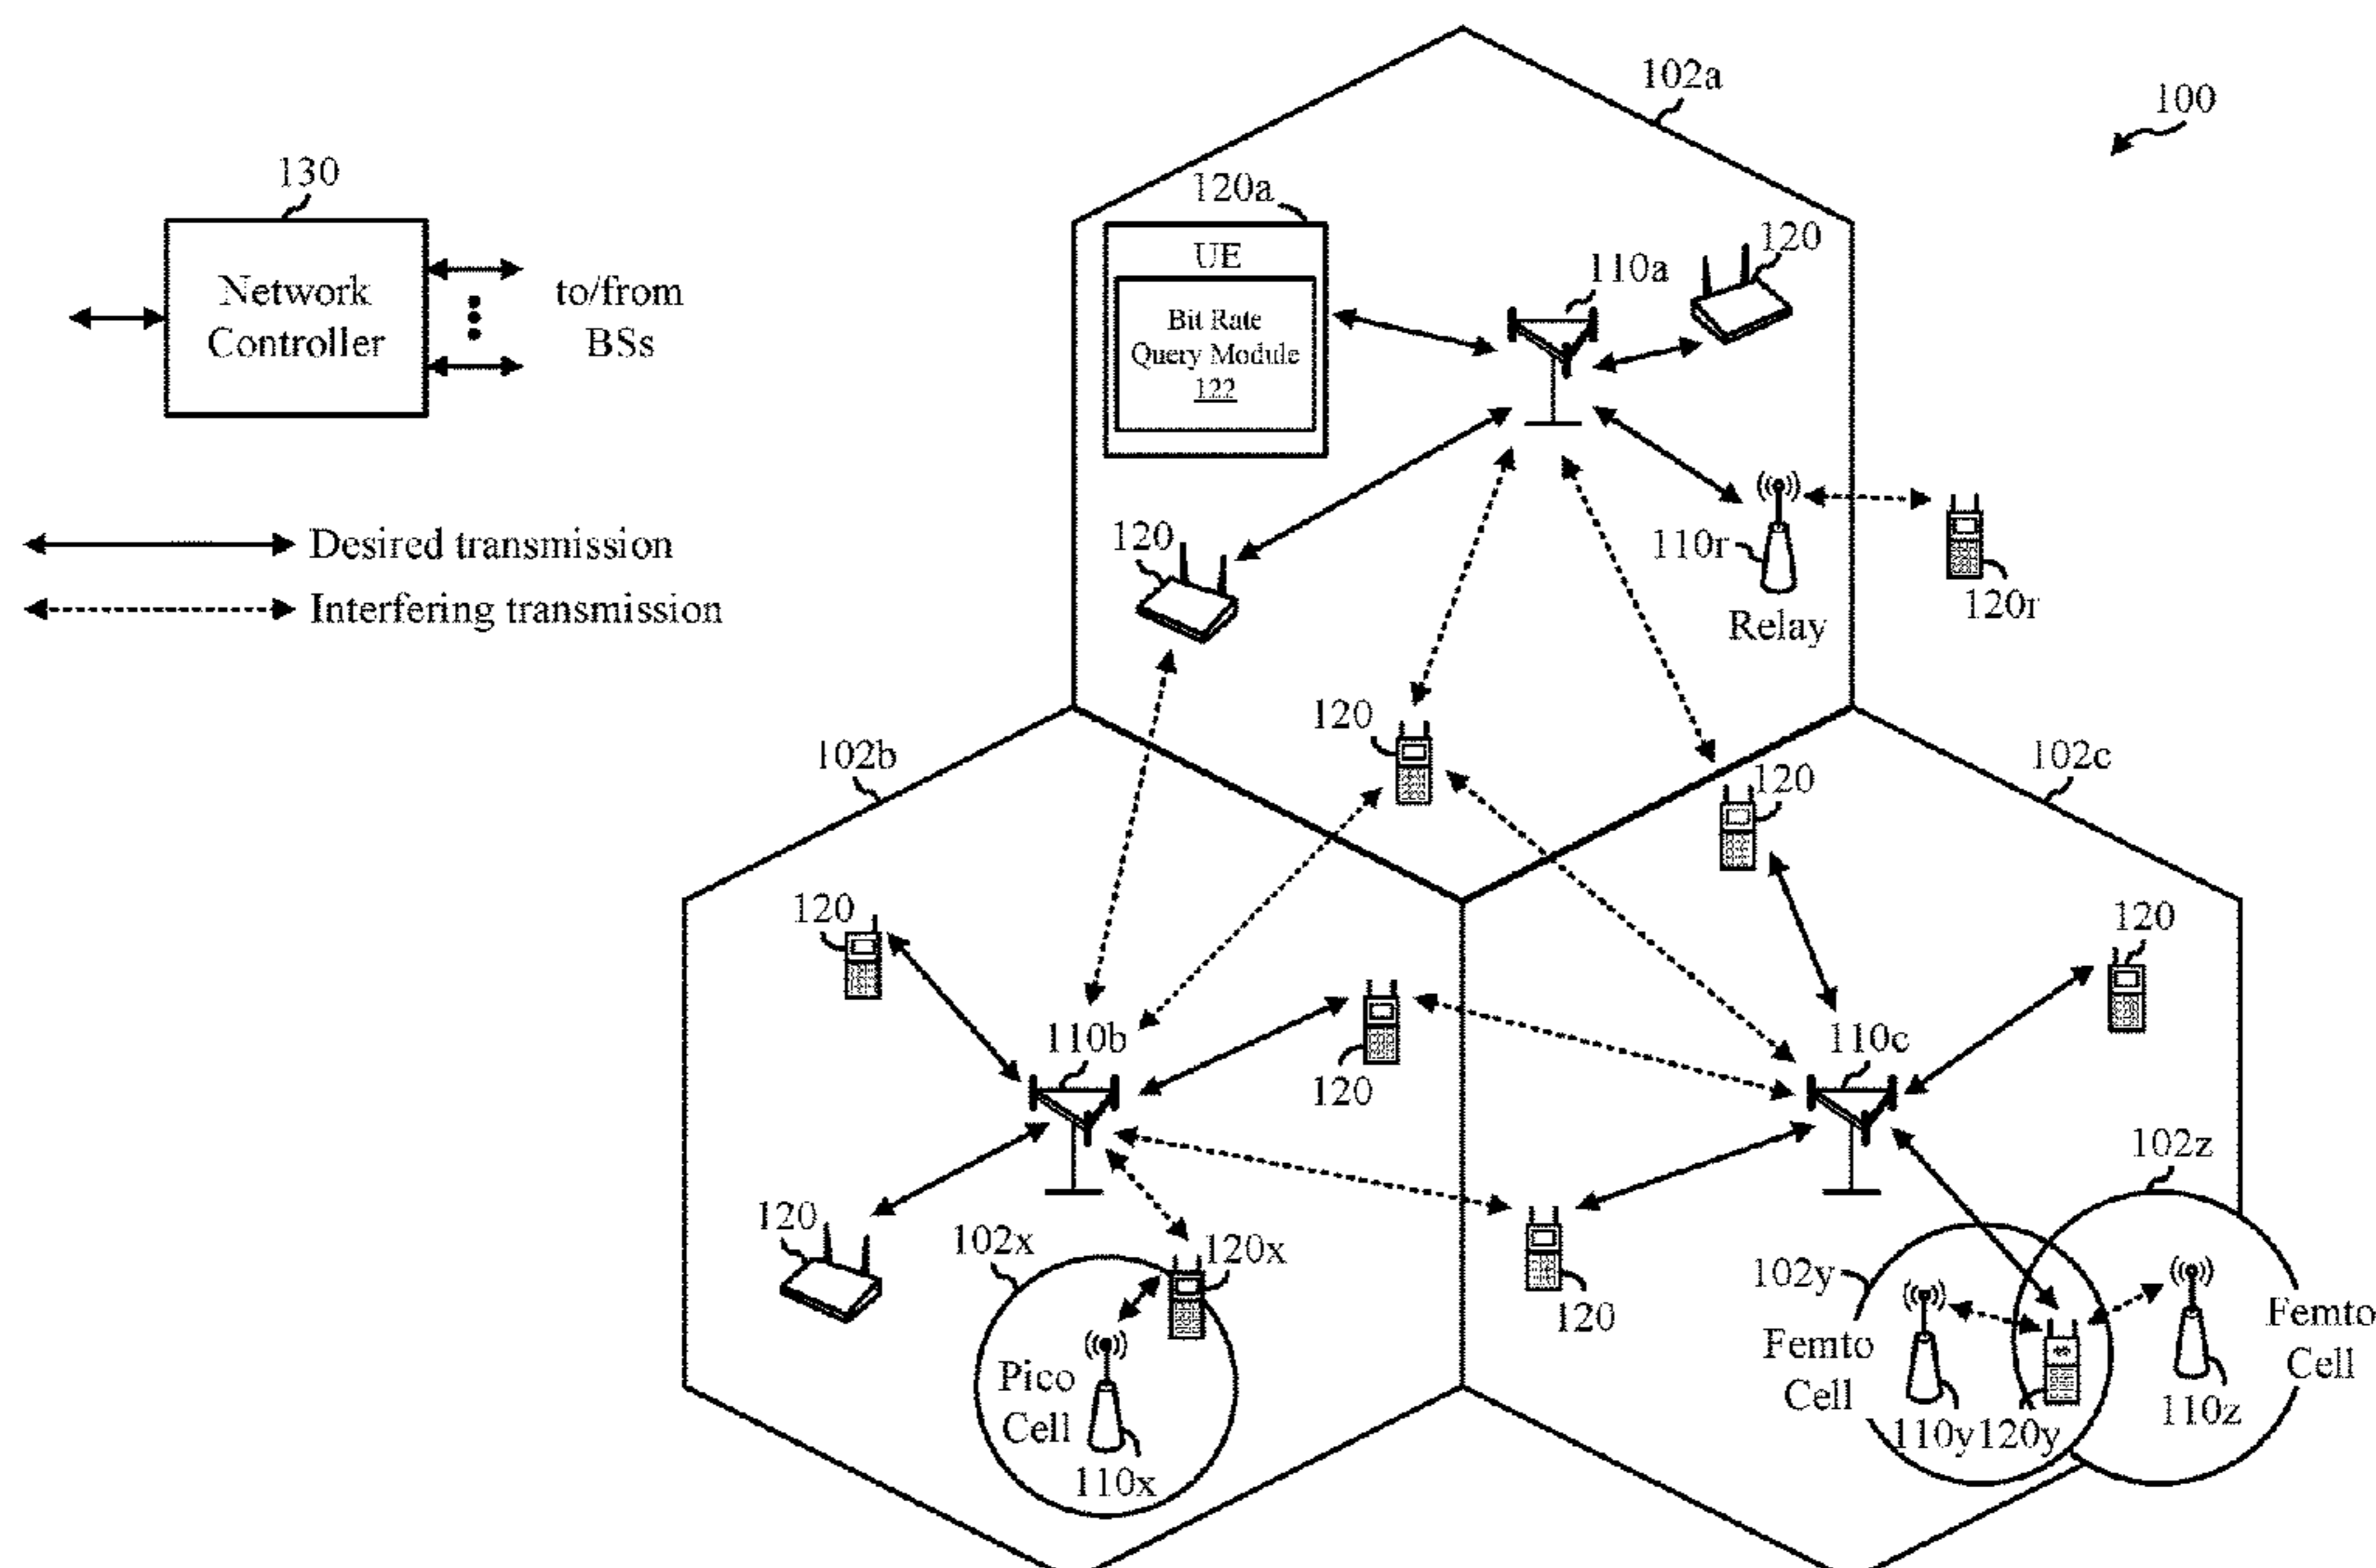 102a
100
130
120a
UE
120
110a
Network
Controller
to/from
BSs
Bit Rate
Query Module
122
Desired transmission
120
110r
Interfering transmission
120r
Relay
120
102b
102c
120
120
120
110b
110c
120
102z
120
102x
120x
102y
120
Femto
Cell
Femto
Cell
Pico
Cell
110z
110y
120y
110x